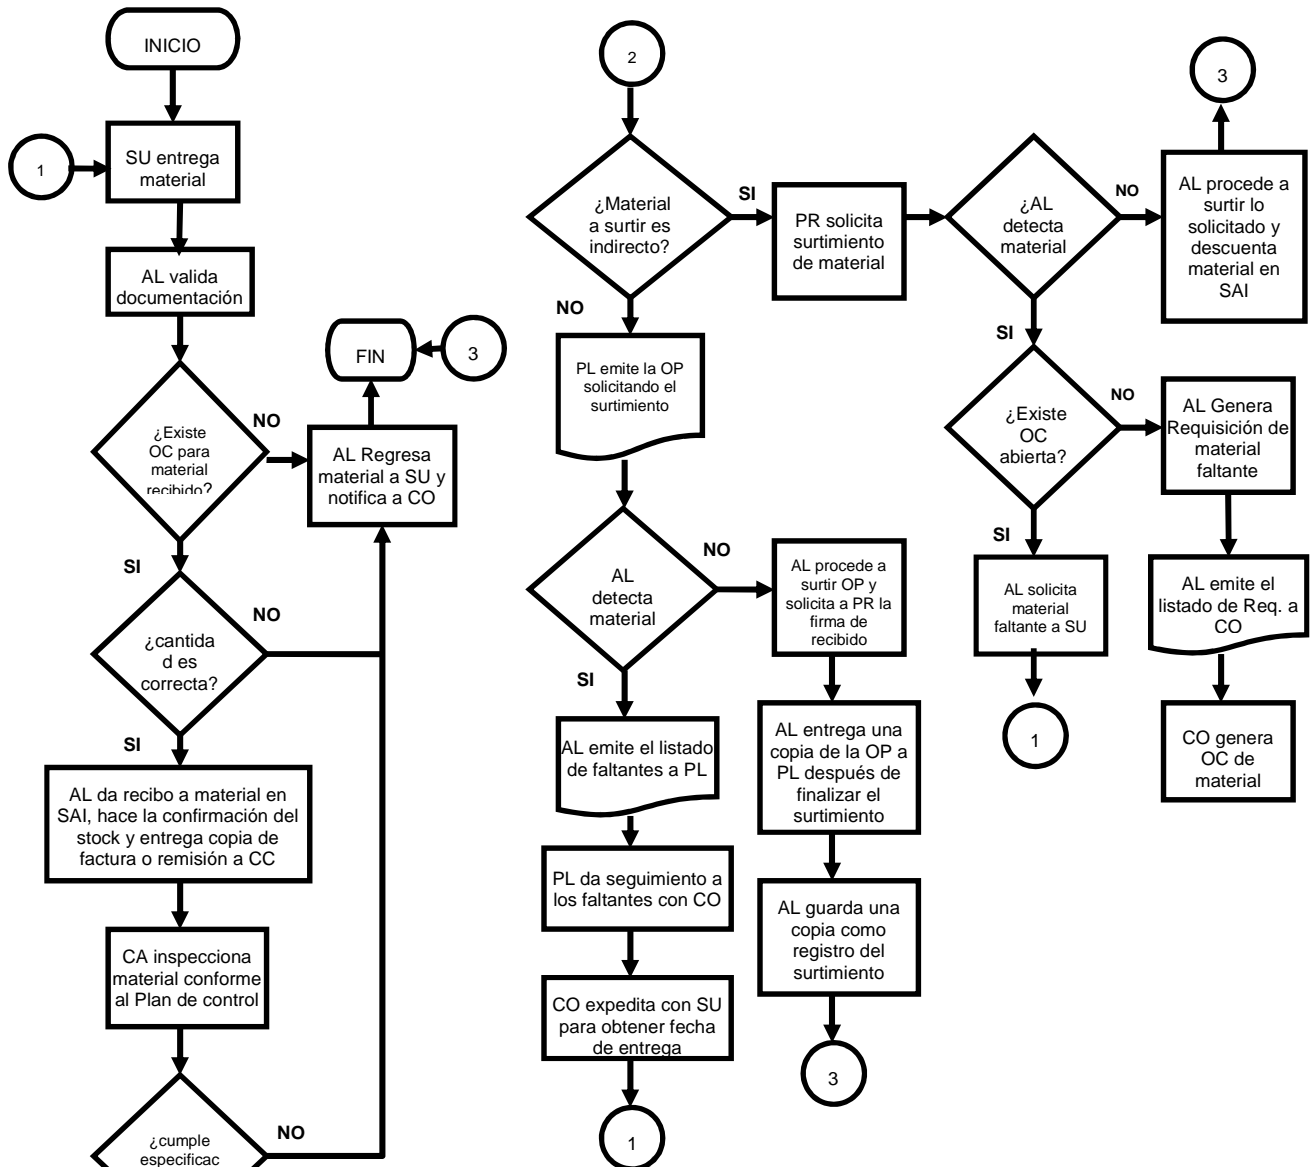 INICIO
1
SU entrega
material
AL valida
documentación
¿Existe
OC para
material
recibido?
NO
SI
FIN
3
AL Regresa
material a SU y
notifica a CO
¿cantida
d es
correcta?
NO
SI
AL da recibo a material en
SAI, hace la confirmación del
stock y entrega copia de
factura o remisión a CC
CA inspecciona
material conforme
al Plan de control
¿cumple
especificac
NO
2
¿Material
a surtir es
indirecto?
SI
NO
PL emite la OP
solicitando el
surtimiento
AL
detecta
material
NO
SI
AL emite el listado
de faltantes a PL
PL da seguimiento a
los faltantes con CO
CO expedita con SU
para obtener fecha
de entrega
1
AL procede a
surtir OP y
solicita a PR la
firma de
recibido
AL entrega una
copia de la OP a
PL después de
finalizar el
surtimiento
AL guarda una
copia como
registro del
surtimiento
3
PR solicita
surtimiento
de material
¿AL
detecta
material
NO
SI
3
AL procede a
surtir lo
solicitado y
descuenta
material en
SAI
¿Existe
OC
abierta?
NO
SI
AL solicita
material
faltante a SU
1
AL Genera
Requisición de
material
faltante
AL emite el
listado de Req. a
CO
CO genera
OC de
material